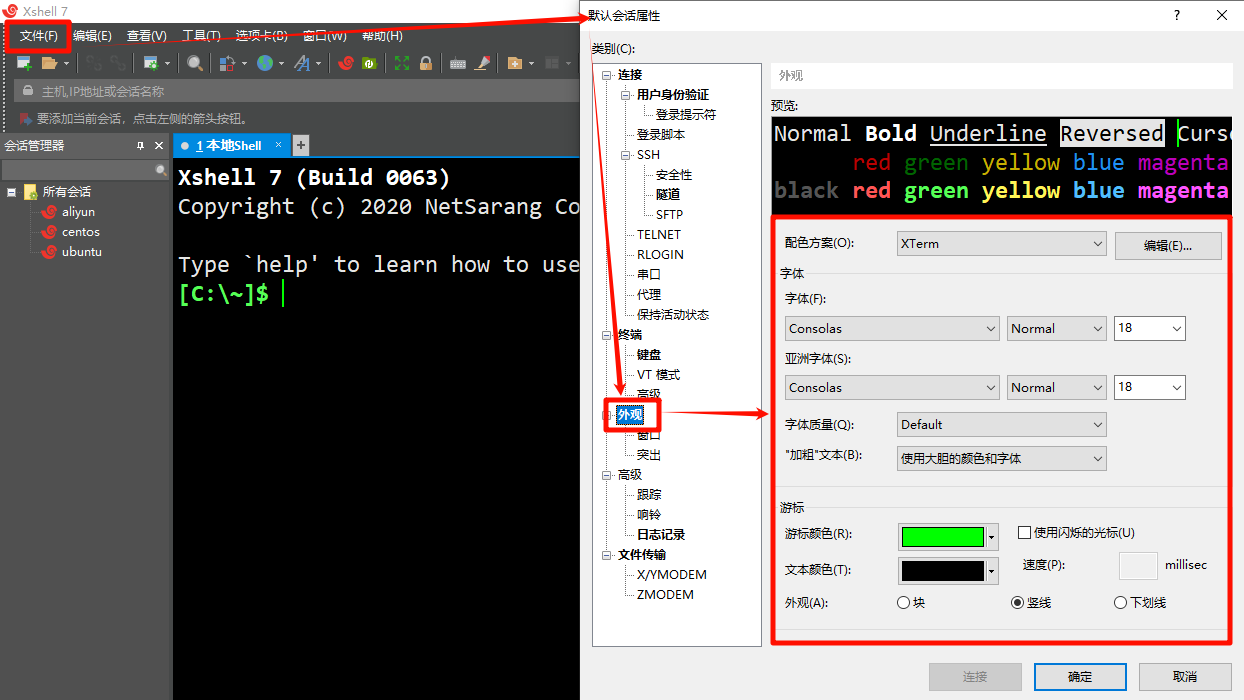 Xshell 7
文件(F) 编辑(E) 查看(V) 工具(T) 选项卡(B) 窗口(W) 帮助(H)
主机,IP地址或会话名称
要添加当前会话，点击左侧的箭头按钮。
会话管理器
所有会话
aliyun
centos
ubuntu
1 本地Shell
Xshell 7 (Build 0063)
Copyright (c) 2020 NetSarang Co
Type `help' to learn how to use
[C:\~]$
默认会话属性
类别(C):
连接
用户身份验证
登录提示符
登录脚本
SSH
安全性
隧道
SFTP
TELNET
RLOGIN
串口
代理
保持活动状态
终端
键盘
VT 模式
高级
外观
窗口
突出
高级
跟踪
响铃
日志记录
文件传输
X/YMODEM
ZMODEM
外观
预览:
Normal Bold Underline Reversed Curso
red green yellow blue magenta
black red green yellow blue magenta
配色方案(O): XTerm 编辑(E)...
字体
字体(F):
Consolas Normal 18
亚洲字体(S):
Consolas Normal 18
字体质量(Q): Default
"加粗"文本(B): 使用大胆的颜色和字体
游标
游标颜色(R): 使用闪烁的光标(U)
文本颜色(T): 速度(P): millisec
外观(A): 块 竖线 下划线
连接 确定 取消